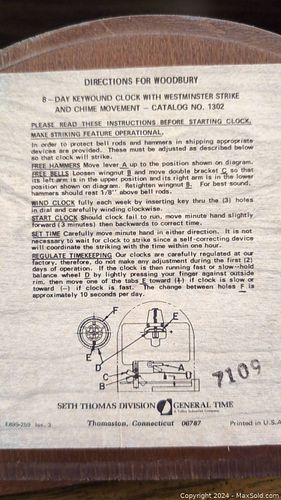 DIRECTIONS FOR WOODBURY
8-DAY KEYWOUND CLOCK WITH WESTMINSTER STRIKE
AND CHIME MOVEMENT - CATALOG NO. 1302
PLEASE READ THESE INSTRUCTIONS BEFORE STARTING CLOCK.
MAKE STRIKING FEATURE OPERATIONAL.
In order to protect bell rods and hammers in shipping appropriate
devices are provided. These must be adjusted as described below
so that clock will strike.
FREE HAMMERS Move lever A up to the position shown on diagram.
FREE BELLS Loosen wingnut B and move double bracket C so that
its left arm is in the upper position and its right arm is in the lower
position shown on diagram. Retighten wingnut B. For best sound,
hammers should rest 1/8" above bell rods.
WIND CLOCK fully each week by inserting key thru the (3) holes
in dial and carefully winding clockwise.
START CLOCK Should clock fail to run, move minute hand slightly
forward (3 minutes) then backwards to correct time.
SET TIME Carefully move minute hand in either direction. It is not
necessary to wait for clock to strike since a self-correcting device
will coordinate the striking with the time within one hour.
REGULATE TIMEKEEPING Our clocks are carefully regulated at our
factory, therefore, do not make any adjustment during the first (2)
days of operation. If the clock is then running fast or slow-hold
balance wheel D by lightly pressing your finger against outside
rim, then move one of the tabs E toward (+) if clock is slow or
toward (-) if clock is fast. The change between holes F is
approximately 10 seconds per day.
F
E
E
D
A
D
C
B
7109
SETH THOMAS DIVISION GENERAL TIME
A Talley Industries Company
Thomaston, Connecticut 06787
Printed in U.S.A
Iss. 3
Copyright © 2024 - MaxSold.com